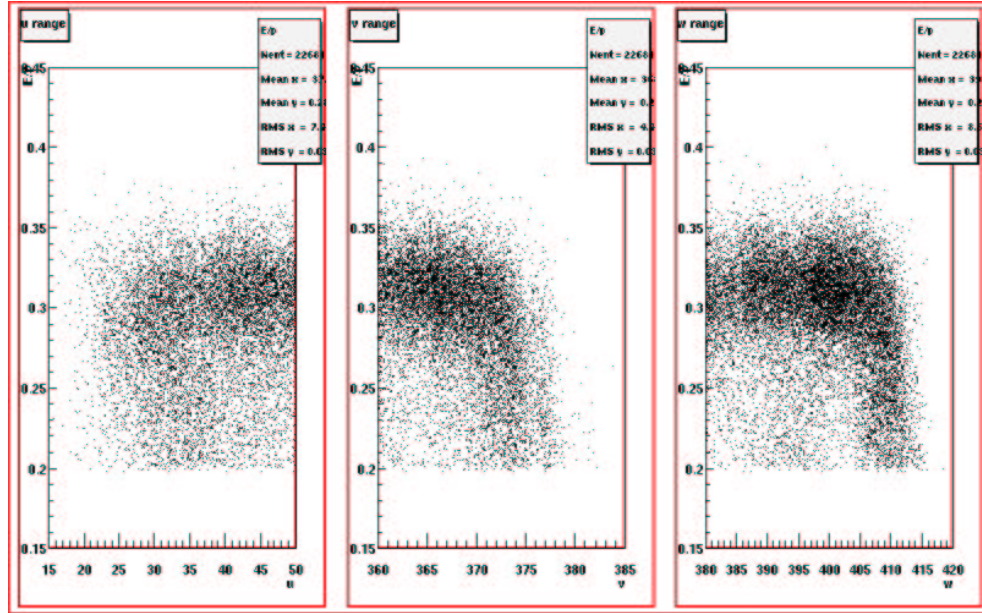 u range
E/p
Nent = 2268
Mean x = 3
Mean y = 0.2
RMS x = 7.
RMS y = 0.0
0.45
0.4
0.35
0.3
0.25
0.2
0.15
15 20 25 30 35 40 45 50
u
v range
E/p
Nent = 2268
Mean x = 36
Mean y = 0.2
RMS x = 4.
RMS y = 0.0
0.45
0.4
0.35
0.3
0.25
0.2
0.15
360 365 370 375 380 385
v
w range
E/p
Nent = 2268
Mean x = 39
Mean y = 0.2
RMS x = 8.
RMS y = 0.0
0.45
0.4
0.35
0.3
0.25
0.2
0.15
380 385 390 395 400 405 410 415 420
w